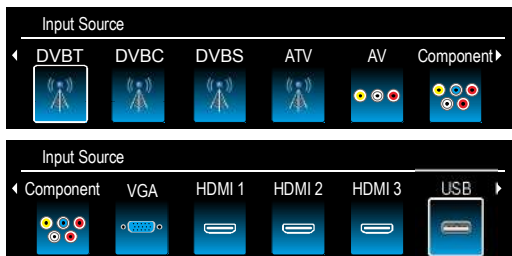 Input Source
DVBT DVBC DVBS ATV AV Component
Input Source
Component VGA HDMI 1 HDMI 2 HDMI 3 USB